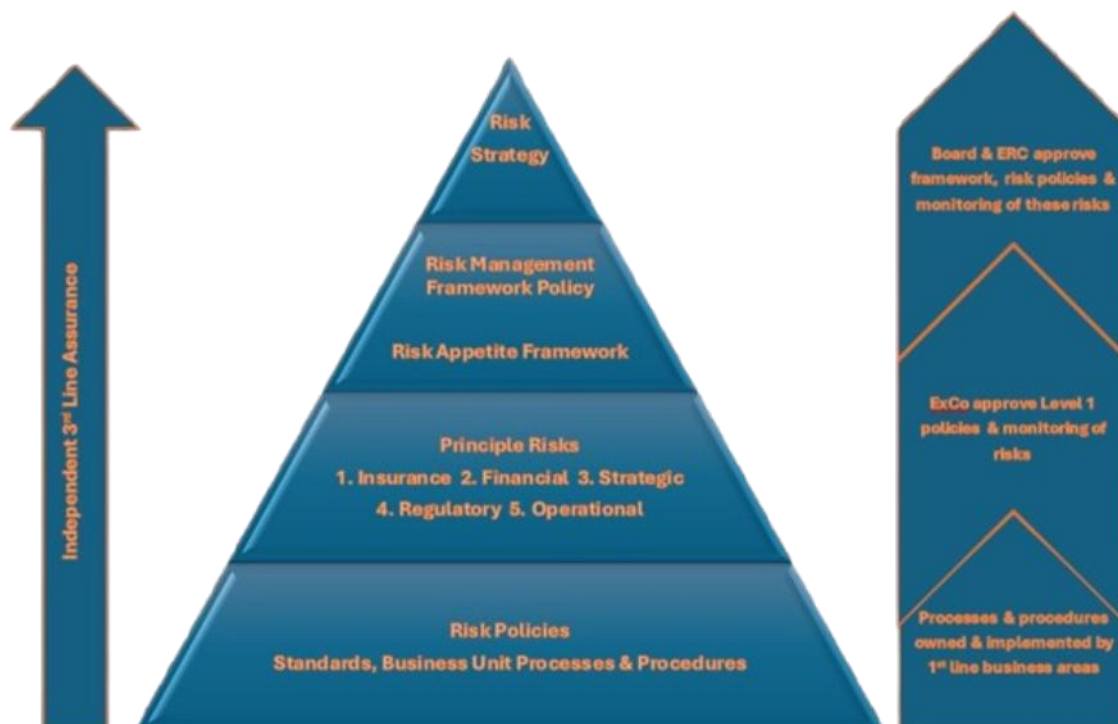 Independent 3rd Line Assurance
Risk
Strategy
Risk Management
Framework Policy
Risk Appetite Framework
Principle Risks
1. Insurance 2. Financial 3. Strategic
4. Regulatory 5. Operational
Risk Policies
Standards, Business Unit Processes & Procedures
Board & ERC approve
framework, risk policies &
monitoring of these risks
ExCo approve Level 1
policies & monitoring of
risks
Processes & procedures
owned & implemented by
1st line business areas